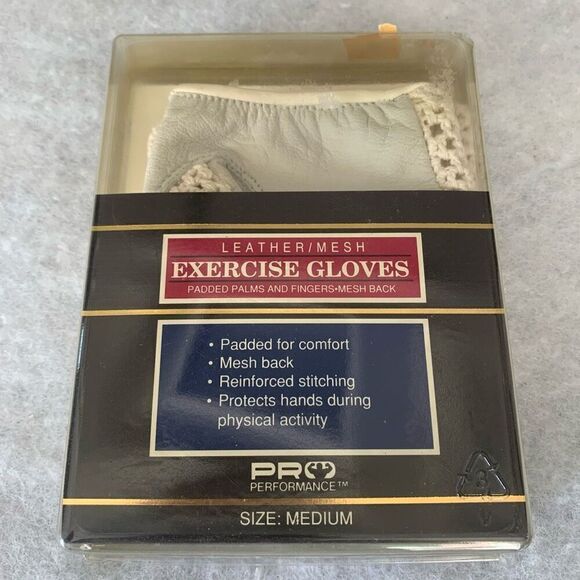 LEATHER/MESH
EXERCISE GLOVES
PADDED PALMS AND FINGERS•MESH BACK
• Padded for comfort
• Mesh back
• Reinforced stitching
• Protects hands during
physical activity
PRO
PERFORMANCE™
SIZE: MEDIUM
3
V